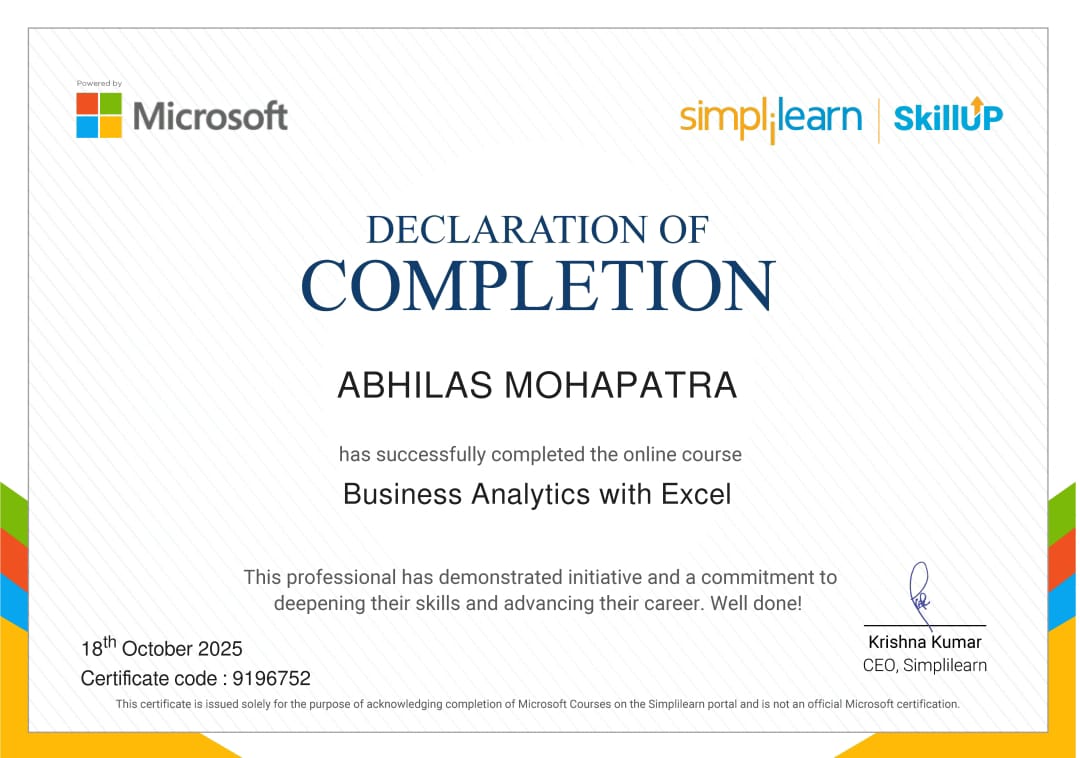 Powered by
Microsoft
simplilearn | SkillUP
DECLARATION OF
COMPLETION
ABHILAS MOHAPATRA
has successfully completed the online course
Business Analytics with Excel
This professional has demonstrated initiative and a commitment to
deepening their skills and advancing their career. Well done!
18th October 2025
Certificate code : 9196752
Krishna Kumar
CEO, Simplilearn
This certificate is issued solely for the purpose of acknowledging completion of Microsoft Courses on the Simplilearn portal and is not an official Microsoft certification.